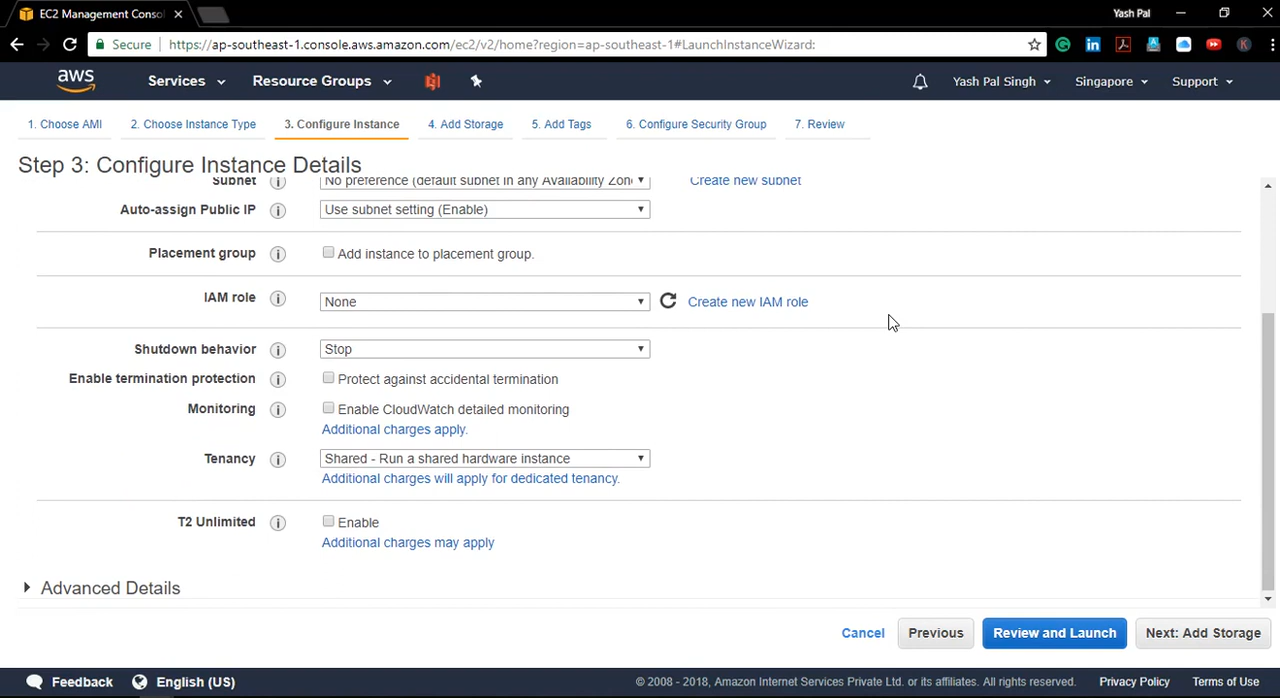 EC2 Management Conso
Yash Pal
Secure
https://ap-southeast-1.console.aws.amazon.com/ec2/v2/home?region=ap-southeast-1#LaunchInstanceWizard:
aws
Services
Resource Groups
Yash Pal Singh
Singapore
Support
1. Choose AMI
2. Choose Instance Type
3. Configure Instance
4. Add Storage
5. Add Tags
6. Configure Security Group
7. Review
Step 3: Configure Instance Details
Subnet
No preference (default subnet in any Availability Zon
Create new subnet
Auto-assign Public IP
Use subnet setting (Enable)
Placement group
Add instance to placement group.
IAM role
None
Create new IAM role
Shutdown behavior
Stop
Enable termination protection
Protect against accidental termination
Monitoring
Enable CloudWatch detailed monitoring
Additional charges apply.
Tenancy
Shared - Run a shared hardware instance
Additional charges will apply for dedicated tenancy.
T2 Unlimited
Enable
Additional charges may apply
Advanced Details
Cancel
Previous
Review and Launch
Next: Add Storage
Feedback
English (US)
© 2008 - 2018, Amazon Internet Services Private Ltd. or its affiliates. All rights reserved.
Privacy Policy
Terms of Use